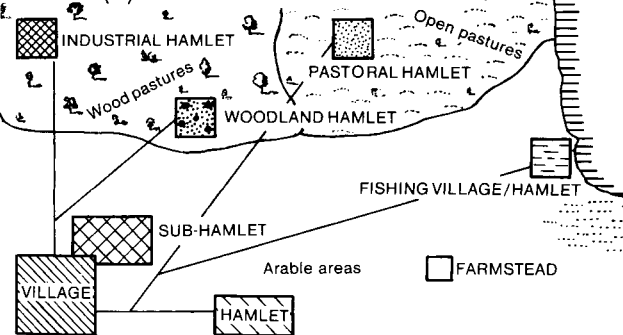 Open pastures
INDUSTRIAL HAMLET
PASTORAL HAMLET
Wood pastures
WOODLAND HAMLET
FISHING VILLAGE/HAMLET
SUB-HAMLET
Arable areas
FARMSTEAD
VILLAGE
HAMLET